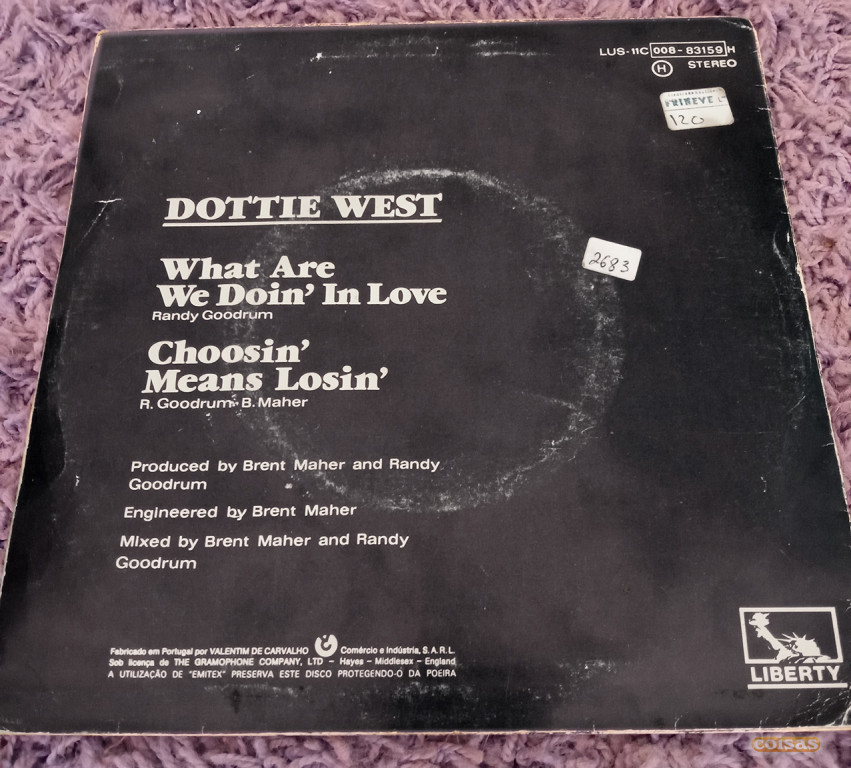 LUS-11C 008-83159 H
H STEREO
120
DOTTIE WEST
2683
What Are
We Doin' In Love
Randy Goodrum
Choosin'
Means Losin'
R. Goodrum-B. Maher
Produced by Brent Maher and Randy
Goodrum
Engineered by Brent Maher
Mixed by Brent Maher and Randy
Goodrum
Fabricado em Portugal por VALENTIM DE CARVALHO Comércio e Indústria, S.A.R.L.
Sob licença de THE GRAMOPHONE COMPANY, LTD - Hayes - Middlesex - England
A UTILIZAÇÃO DE "EMITEX" PRESERVA ESTE DISCO PROTEGENDO-O DA POEIRA
LIBERTY
coisas